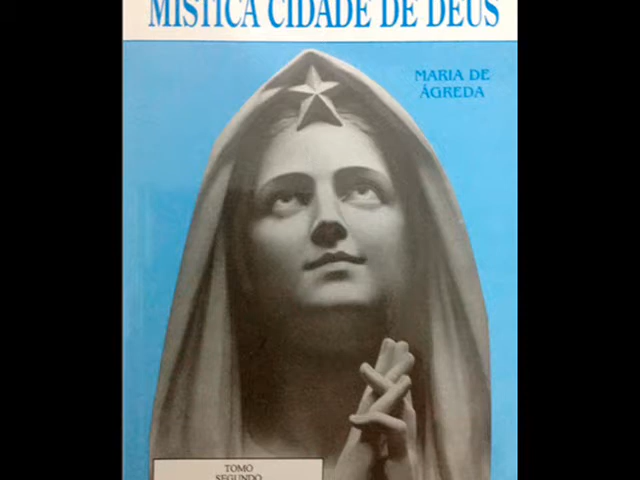 MÍSTICA CIDADE DE DEUS
MARIA DE
ÁGREDA
TOMO
SEGUNDO